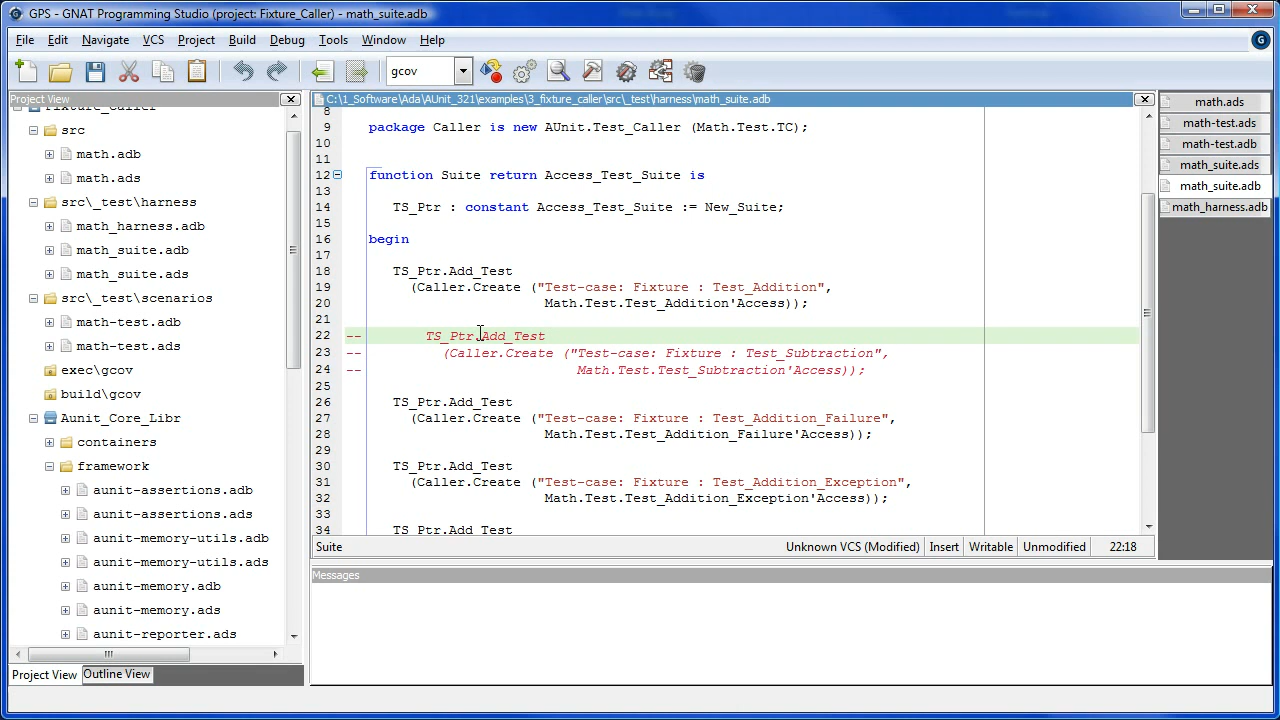 GPS - GNAT Programming Studio (project: Fixture_Caller) - math_suite.adb
File Edit Navigate VCS Project Build Debug Tools Window Help
gcov
Project View
C:\1_Software\Ada\AUnit_321\examples\3_fixture_caller\src\_test\harness\math_suite.adb
Fixture_Caller
src
math.adb
math.ads
src\_test\harness
math_harness.adb
math_suite.adb
math_suite.ads
src\_test\scenarios
math-test.adb
math-test.ads
exec\gcov
build\gcov
Aunit_Core_Libr
containers
framework
aunit-assertions.adb
aunit-assertions.ads
aunit-memory-utils.adb
aunit-memory-utils.ads
aunit-memory.adb
aunit-memory.ads
aunit-reporter.ads
Project View Outline View
8
9 package Caller is new AUnit.Test_Caller (Math.Test.TC);
10
11
12 function Suite return Access_Test_Suite is
13
14 TS_Ptr : constant Access_Test_Suite := New_Suite;
15
16 begin
17
18 TS_Ptr.Add_Test
19 (Caller.Create ("Test-case: Fixture : Test_Addition",
20 Math.Test.Test_Addition'Access));
21
22 -- TS_Ptr.Add_Test
23 -- (Caller.Create ("Test-case: Fixture : Test_Subtraction",
24 -- Math.Test.Test_Subtraction'Access));
25
26 TS_Ptr.Add_Test
27 (Caller.Create ("Test-case: Fixture : Test_Addition_Failure",
28 Math.Test.Test_Addition_Failure'Access));
29
30 TS_Ptr.Add_Test
31 (Caller.Create ("Test-case: Fixture : Test_Addition_Exception",
32 Math.Test.Test_Addition_Exception'Access));
33
34 TS_Ptr.Add_Test
Suite Unknown VCS (Modified) Insert Writable Unmodified 22:18
Messages
math.ads
math-test.ads
math-test.adb
math_suite.ads
math_suite.adb
math_harness.adb
G